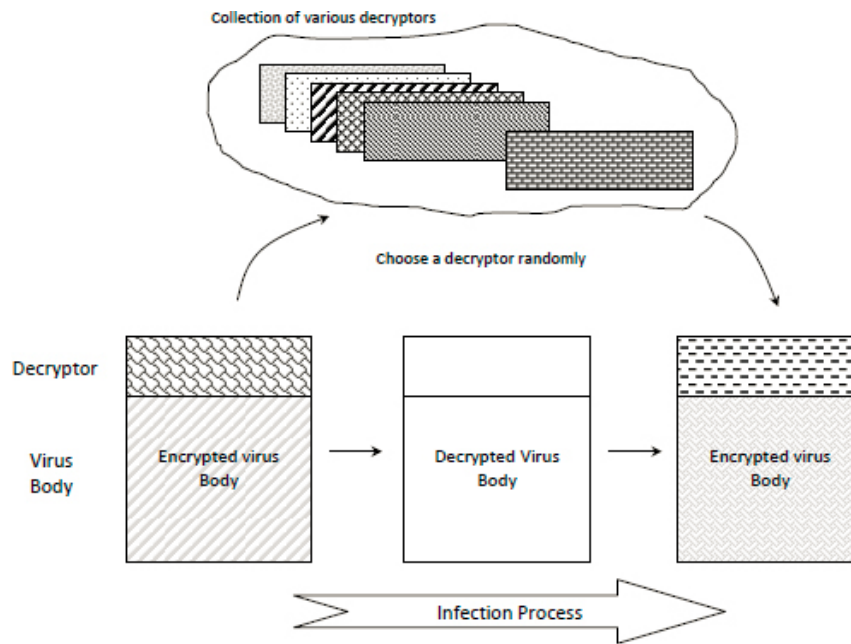 Collection of various decryptors
Choose a decryptor randomly
Decryptor
Virus
Body
Encrypted virus
Body
Decrypted Virus
Body
Encrypted virus
Body
Infection Process